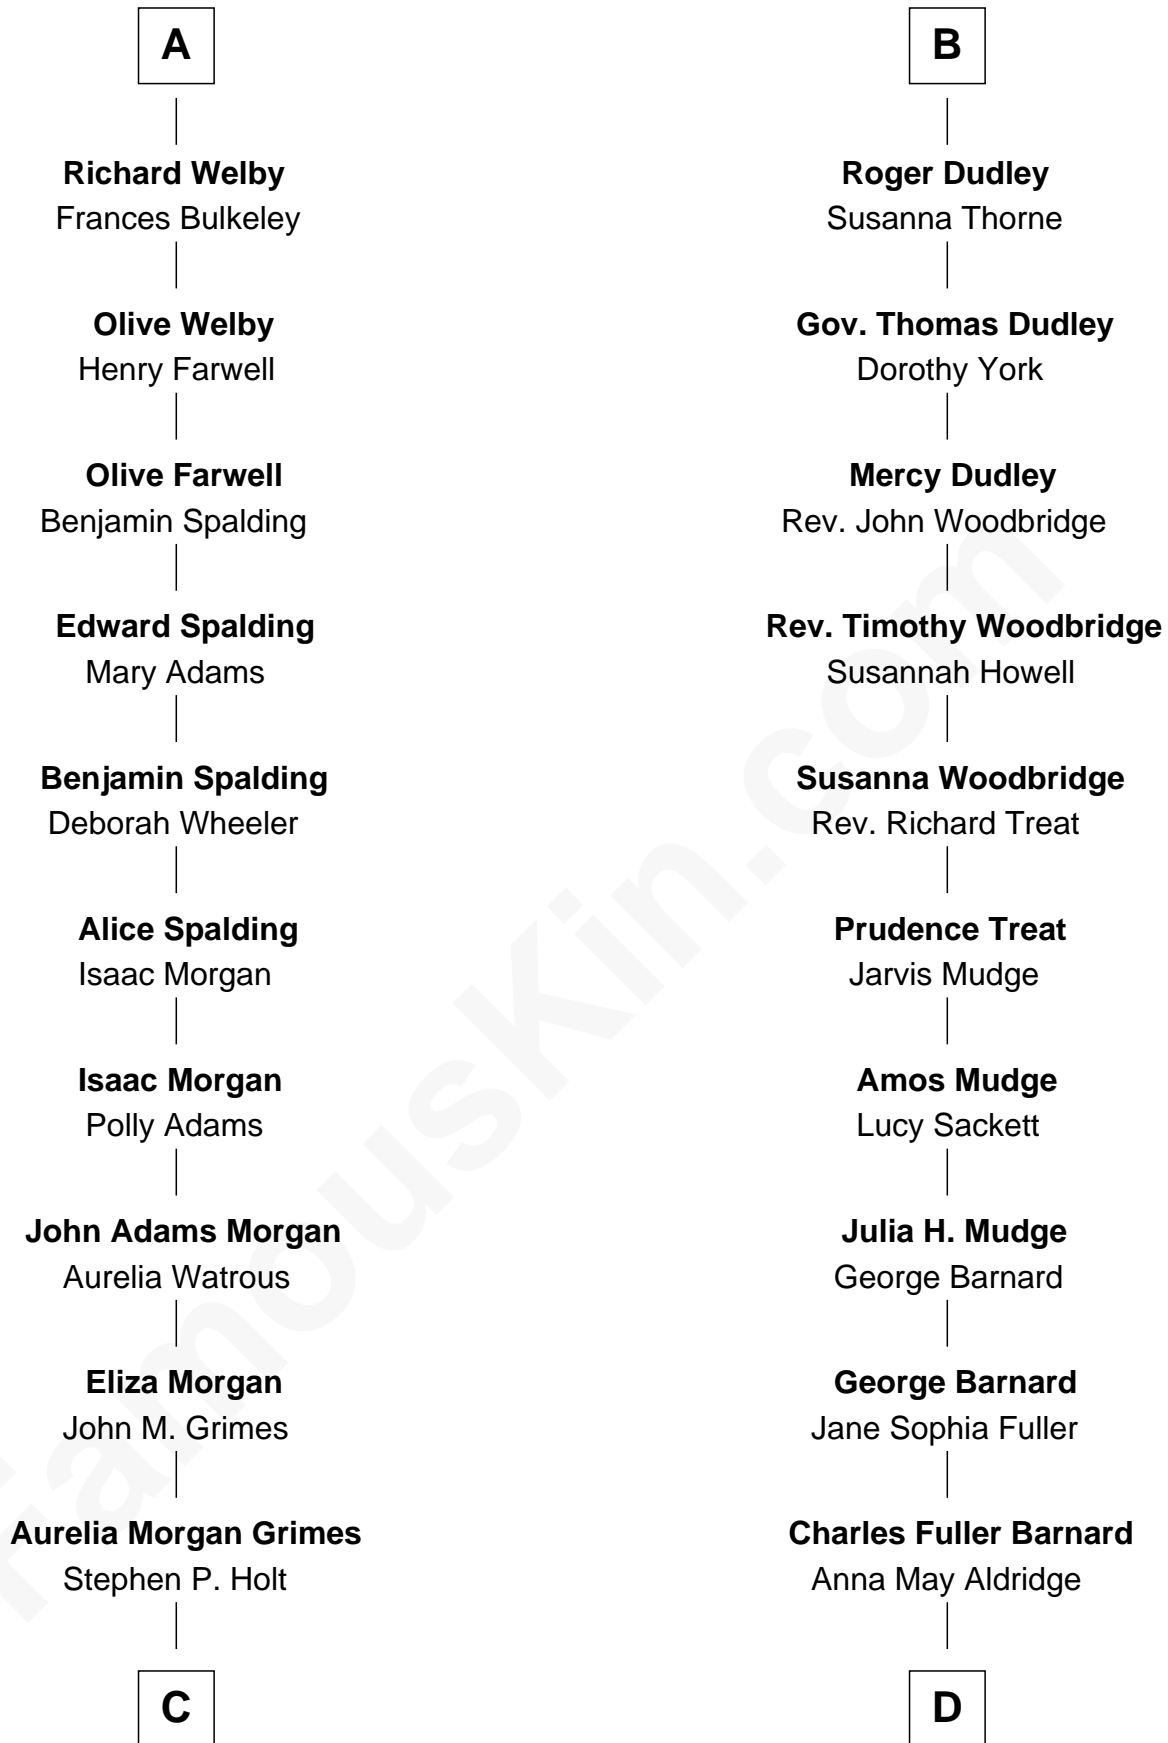 A
Richard Welby
Frances Bulkeley
Olive Welby
Henry Farwell
Olive Farwell
Benjamin Spalding
Edward Spalding
Mary Adams
Benjamin Spalding
Deborah Wheeler
Alice Spalding
Isaac Morgan
Isaac Morgan
Polly Adams
John Adams Morgan
Aurelia Watrous
Eliza Morgan
John M. Grimes
Aurelia Morgan Grimes
Stephen P. Holt
C
B
Roger Dudley
Susanna Thorne
Gov. Thomas Dudley
Dorothy York
Mercy Dudley
Rev. John Woodbridge
Rev. Timothy Woodbridge
Susannah Howell
Susanna Woodbridge
Rev. Richard Treat
Prudence Treat
Jarvis Mudge
Amos Mudge
Lucy Sackett
Julia H. Mudge
George Barnard
George Barnard
Jane Sophia Fuller
Charles Fuller Barnard
Anna May Aldridge
D
FamousKin.com